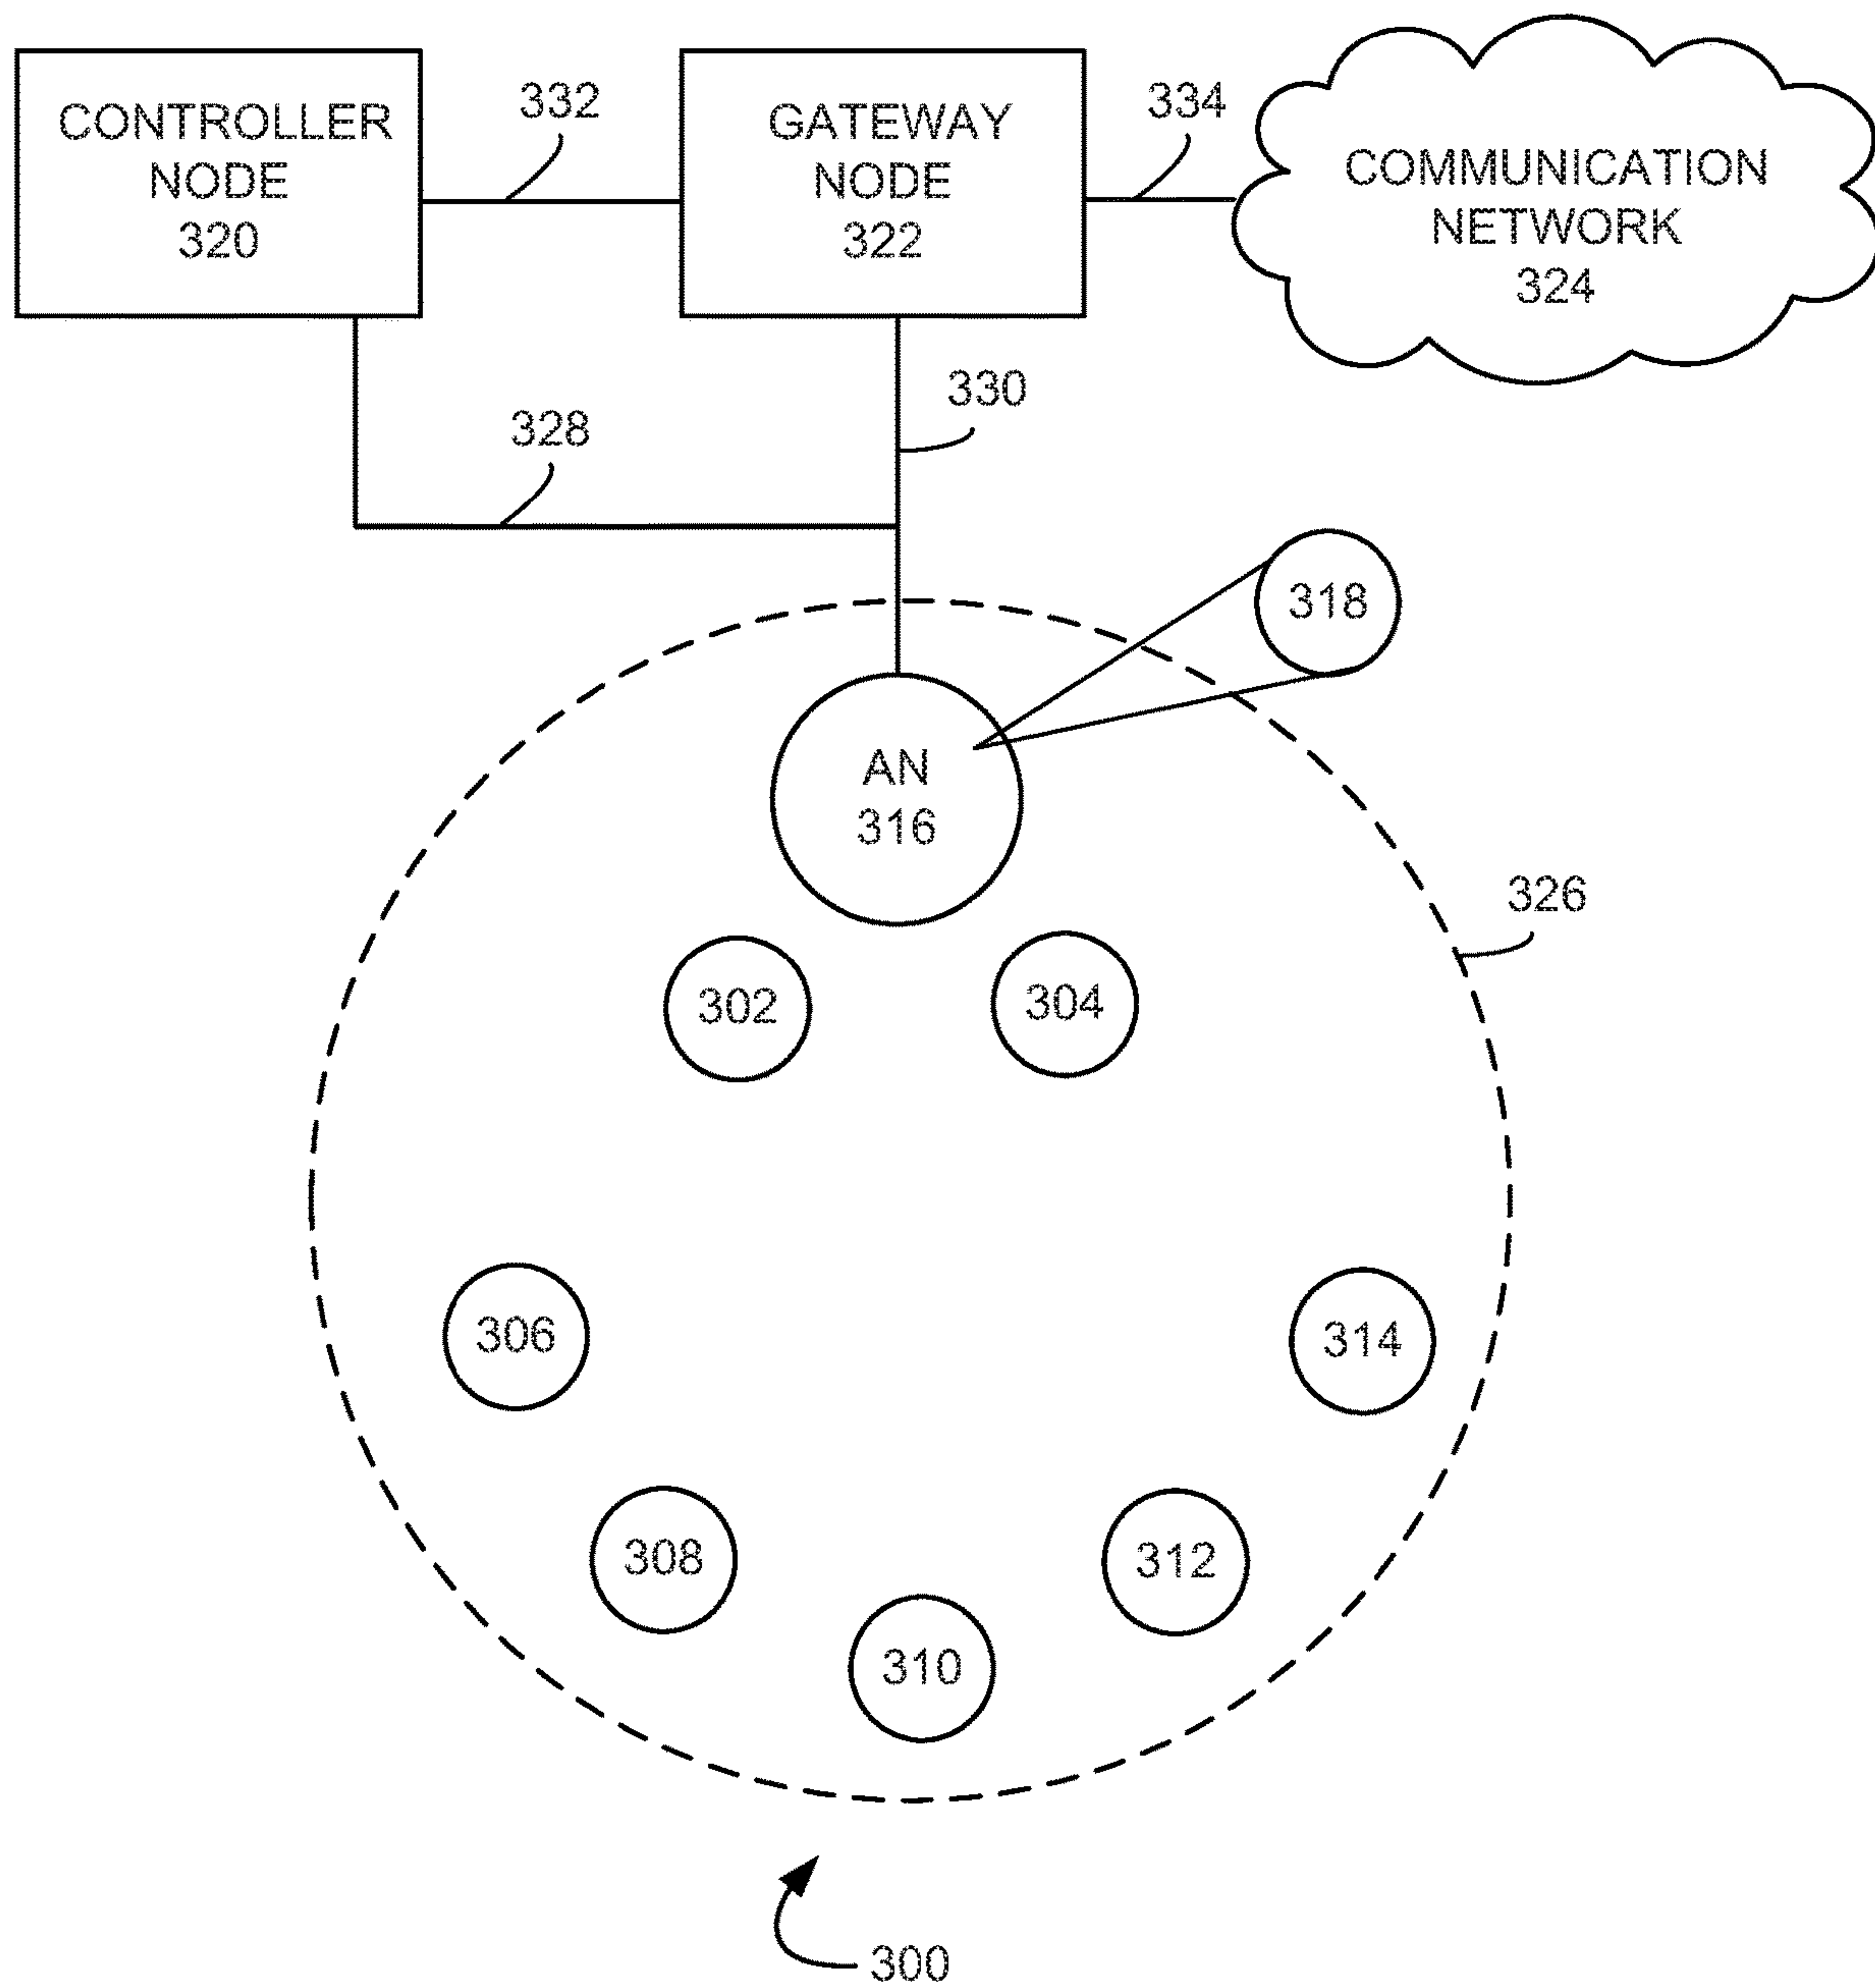 CONTROLLER
NODE
320
332
GATEWAY
NODE
322
334
COMMUNICATION
NETWORK
324
330
328
318
AN
316
326
302
304
306
314
308
312
310
300